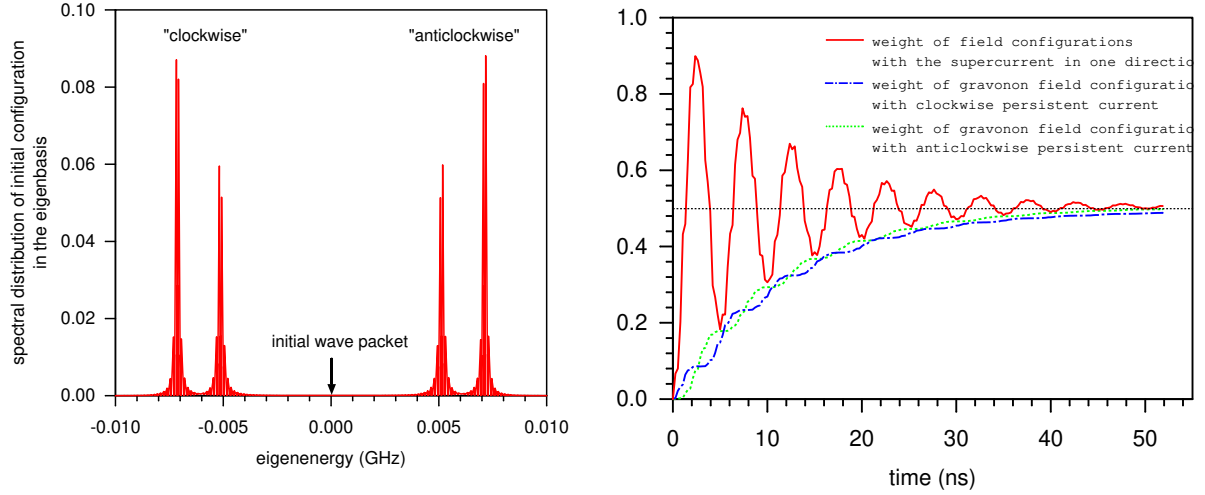 0.10
0.08
0.06
0.04
0.02
0.00
-0.010
-0.005
0.000
0.005
0.010
eigenenergy (GHz)
spectral distribution of initial configuration
in the eigenbasis
"clockwise"
"anticlockwise"
initial wave packet
1.0
0.8
0.6
0.4
0.2
0.0
0
10
20
30
40
50
time (ns)
weight of field configurations
with the supercurrent in one directio
weight of gravonon field configuratio
with clockwise persistent current
weight of gravonon field configuratio
with anticlockwise persistent current